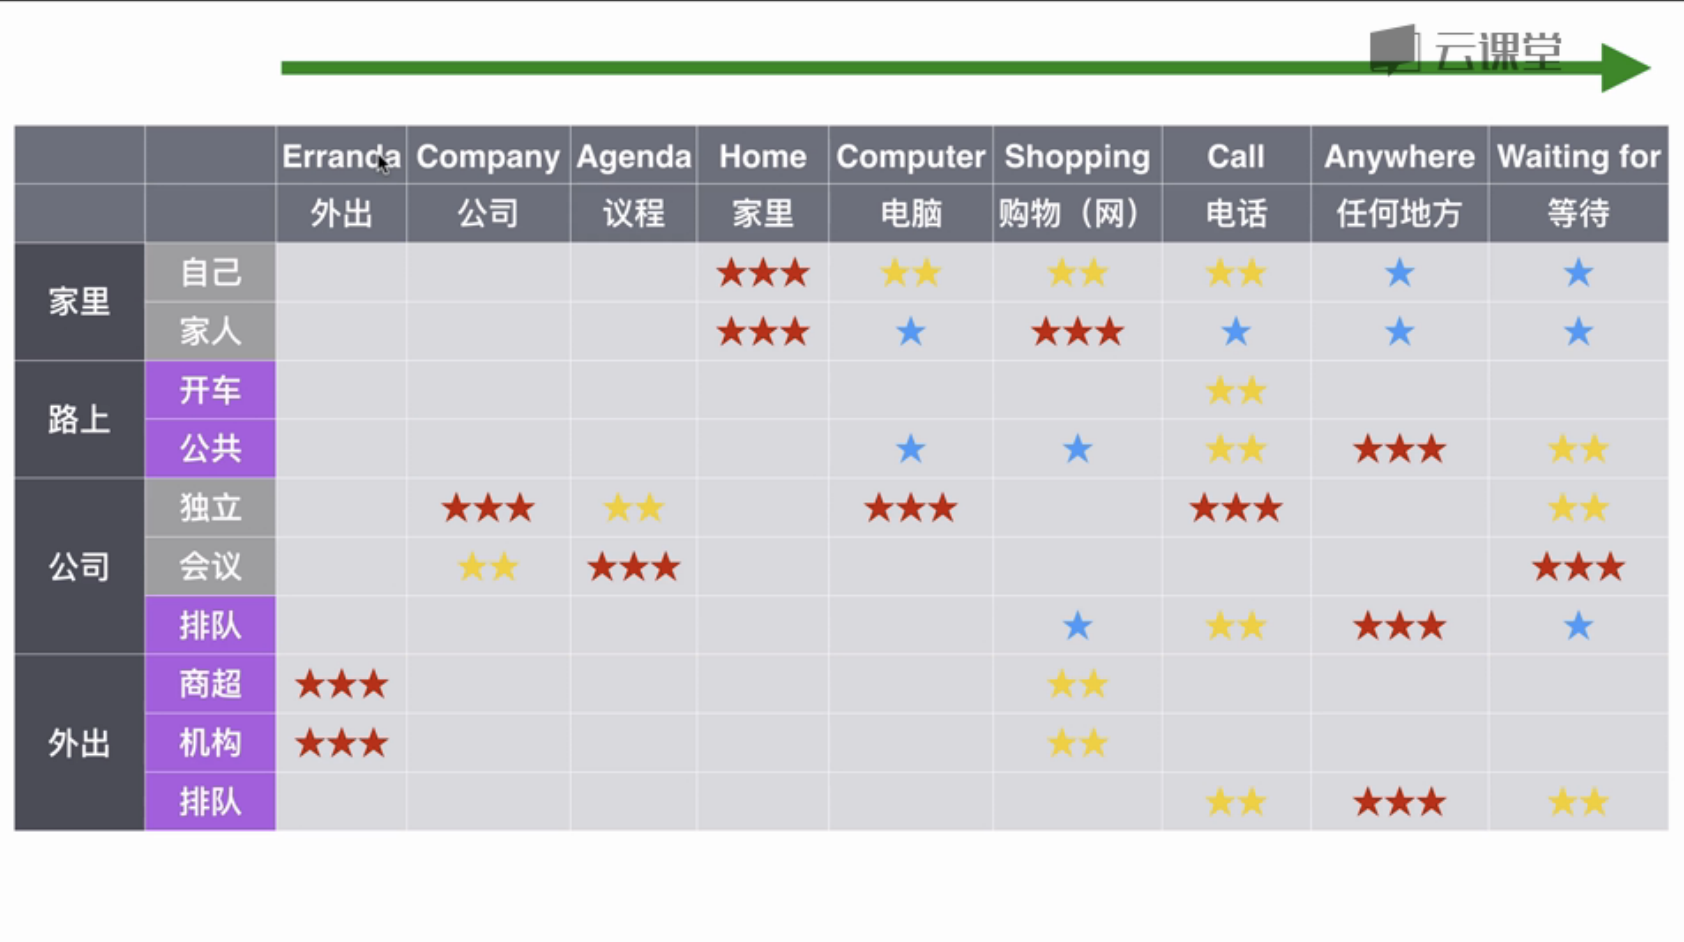 云课堂
Erranda Company Agenda Home Computer Shopping Call Anywhere Waiting for
外出 公司 议程 家里 电脑 购物（网） 电话 任何地方 等待
家里 自己 ★★★ ★★ ★★ ★★ ★ ★
家人 ★★★ ★ ★★★ ★ ★ ★
路上 开车 ★★
公共 ★ ★ ★★ ★★★ ★★
公司 独立 ★★★ ★★ ★★★ ★★★ ★★
会议 ★★ ★★★ ★★★
排队 ★ ★★ ★★★ ★
外出 商超 ★★★ ★★
机构 ★★★ ★★
排队 ★★ ★★★ ★★